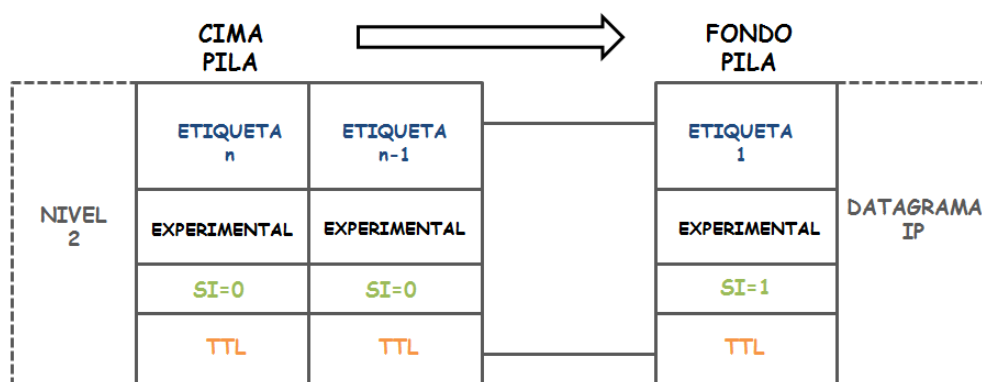 CIMA
PILA
FONDO
PILA
NIVEL
2
ETIQUETA
n
EXPERIMENTAL
SI=0
TTL
ETIQUETA
n-1
EXPERIMENTAL
SI=0
TTL
ETIQUETA
1
EXPERIMENTAL
SI=1
TTL
DATAGRAMA
IP